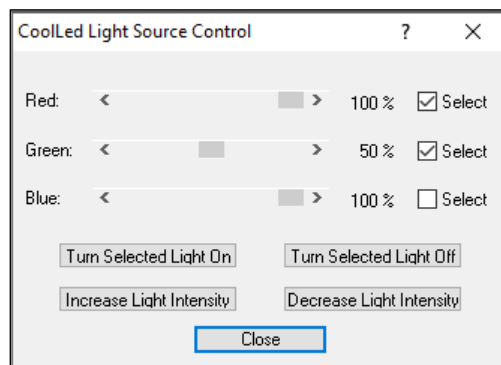 CoolLed Light Source Control ?
Red: 100 % Select
Green: 50 % Select
Blue: 100 % Select
Turn Selected Light On Turn Selected Light Off
Increase Light Intensity Decrease Light Intensity
Close